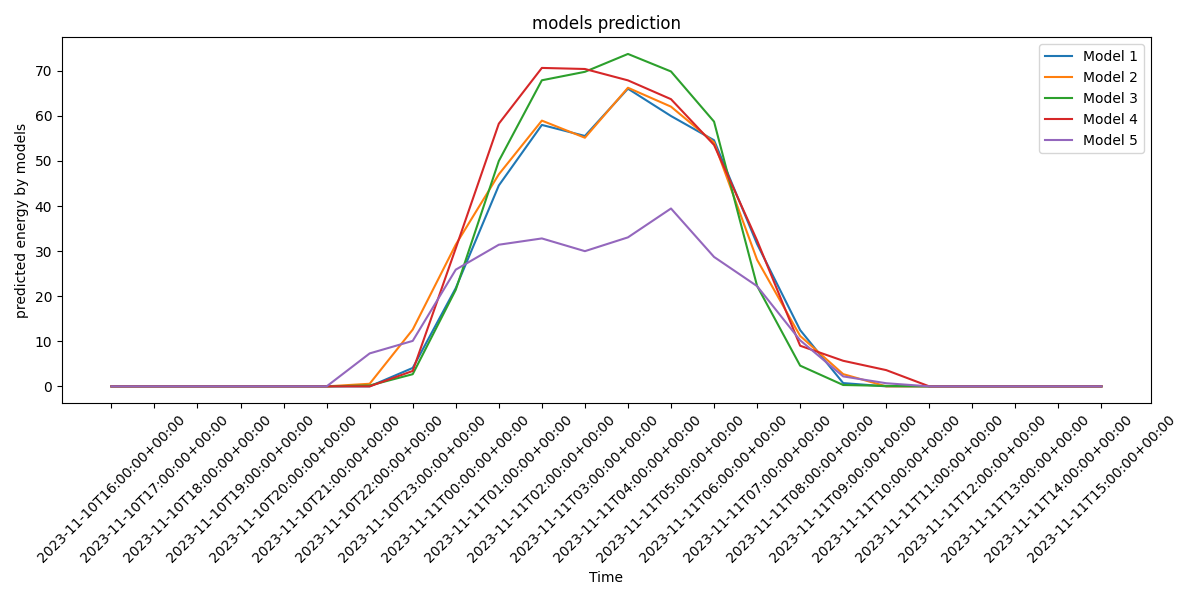 models prediction
predicted energy by models
70
60
50
40
30
20
10
0
Model 1
Model 2
Model 3
Model 4
Model 5
2023-11-10T16:00:00+00:00
2023-11-10T17:00:00+00:00
2023-11-10T18:00:00+00:00
2023-11-10T19:00:00+00:00
2023-11-10T20:00:00+00:00
2023-11-10T21:00:00+00:00
2023-11-10T22:00:00+00:00
2023-11-10T23:00:00+00:00
2023-11-11T00:00:00+00:00
2023-11-11T01:00:00+00:00
2023-11-11T02:00:00+00:00
2023-11-11T03:00:00+00:00
2023-11-11T04:00:00+00:00
2023-11-11T05:00:00+00:00
2023-11-11T06:00:00+00:00
2023-11-11T07:00:00+00:00
2023-11-11T08:00:00+00:00
2023-11-11T09:00:00+00:00
2023-11-11T10:00:00+00:00
2023-11-11T11:00:00+00:00
2023-11-11T12:00:00+00:00
2023-11-11T13:00:00+00:00
2023-11-11T14:00:00+00:00
2023-11-11T15:00:00+00:00
Time